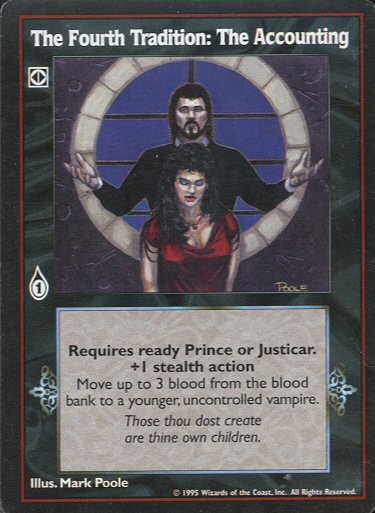 The Fourth Tradition: The Accounting
POOLE
1
Requires ready Prince or Justicar.
+1 stealth action
Move up to 3 blood from the blood
bank to a younger, uncontrolled vampire.
Those thou dost create
are thine own children.
Illus. Mark Poole
© 1995 Wizards of the Coast, Inc. All Rights Reserved.